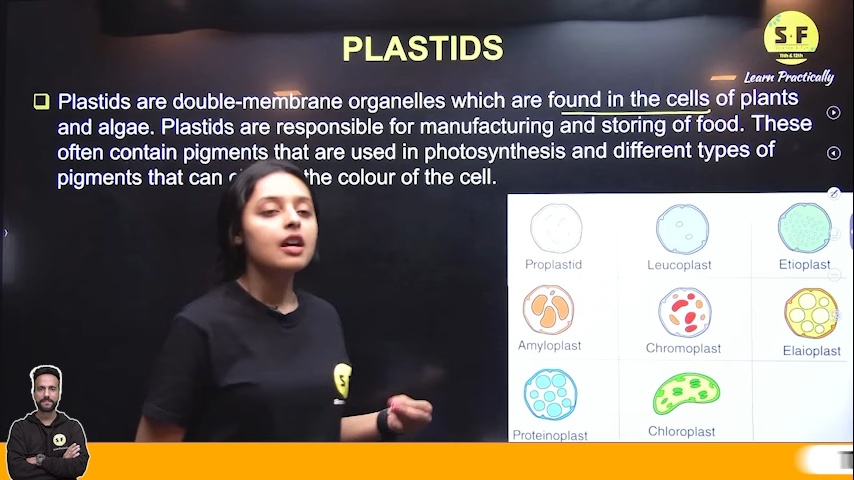 PLASTIDS
S F
11th & 12th
Learn Practically
Plastids are double-membrane organelles which are found in the cells of plants
and algae. Plastids are responsible for manufacturing and storing of food. These
often contain pigments that are used in photosynthesis and different types of
pigments that can the colour of the cell.
Proplastid Leucoplast Etioplast
Amyloplast Chromoplast Elaioplast
Proteinoplast Chloroplast